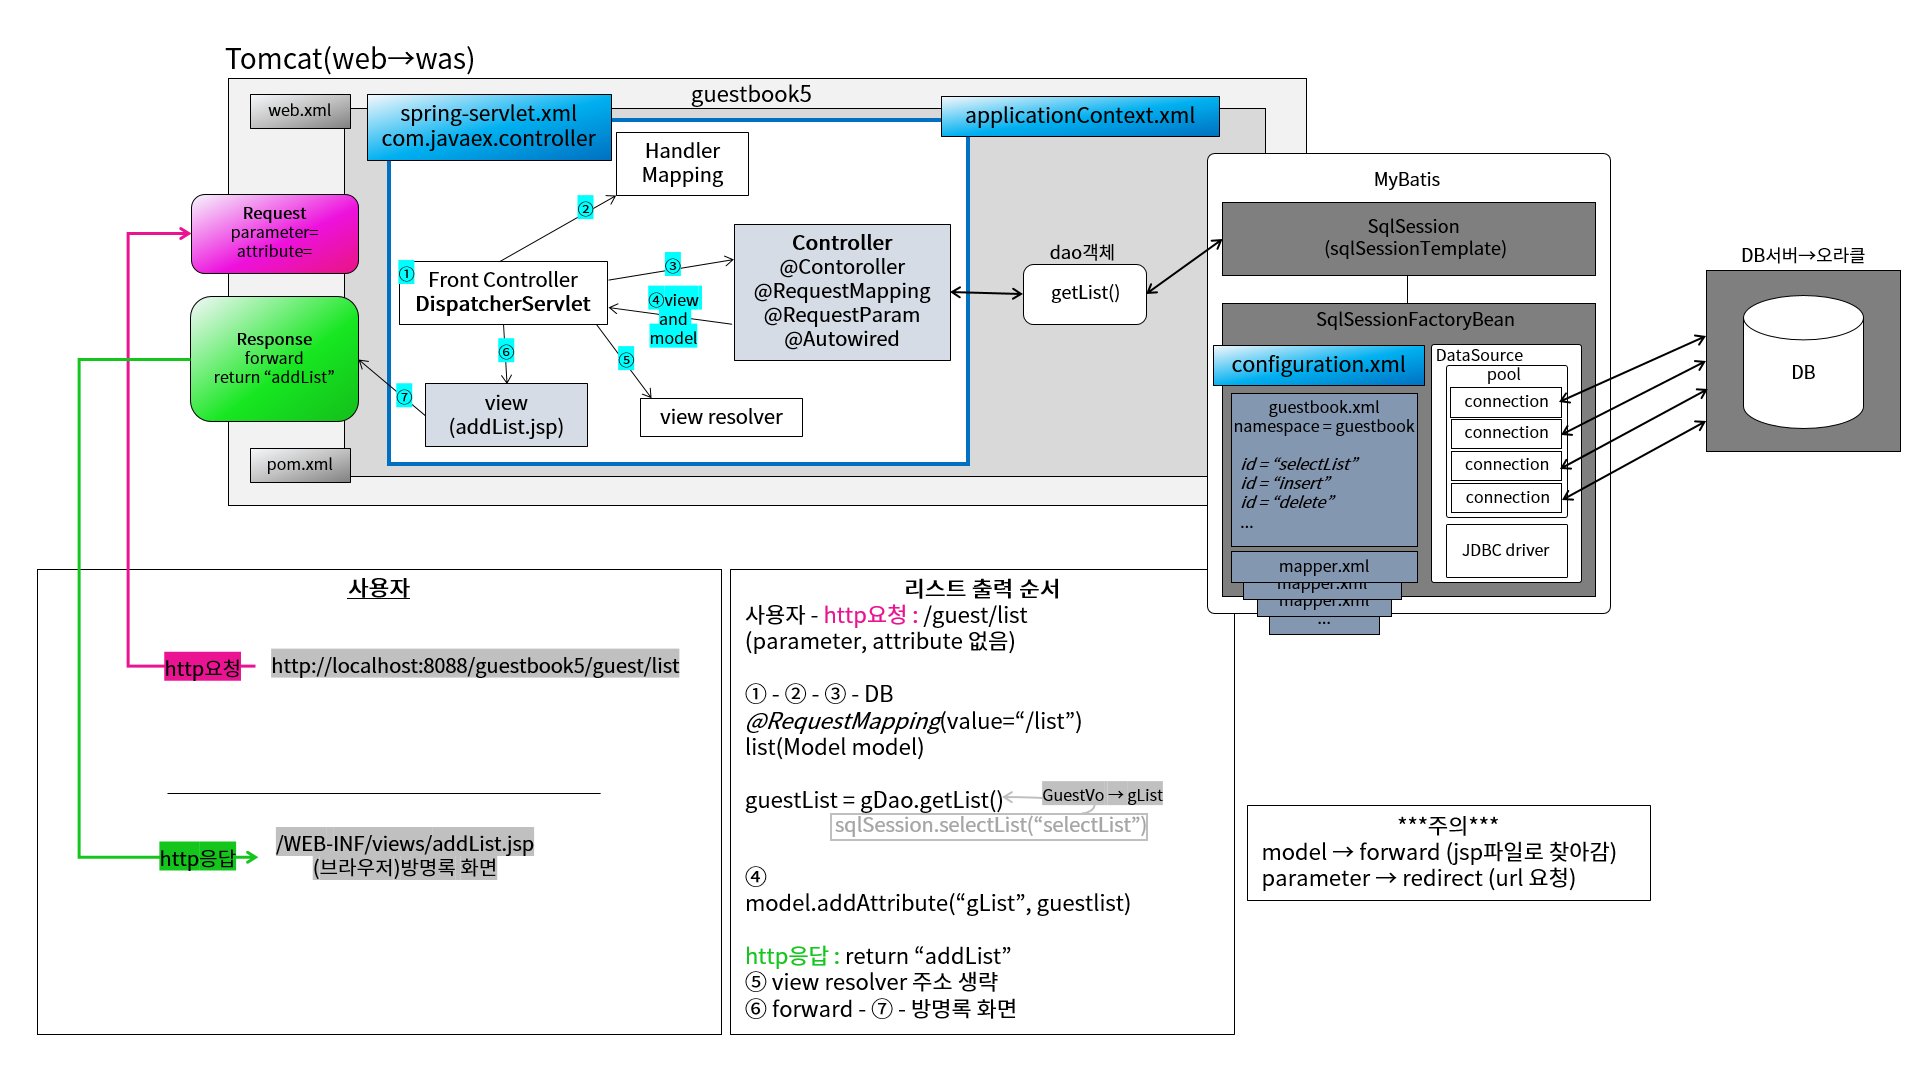 Tomcat(web→was)
guestbook5
web.xml
spring-servlet.xml
com.javaex.controller
applicationContext.xml
Handler
Mapping
②
Request
parameter=
attribute=
①
Front Controller
DispatcherServlet
③
④view
and
model
Controller
@Contoroller
@RequestMapping
@RequestParam
@Autowired
dao객체
getList()
Response
forward
return “addList”
⑥
⑤
⑦
view
(addList.jsp)
view resolver
pom.xml
MyBatis
SqlSession
(sqlSessionTemplate)
SqlSessionFactoryBean
configuration.xml
guestbook.xml
namespace = guestbook
id = “selectList”
id = “insert”
id = “delete”
...
mapper.xml
mapper.xml
mapper.xml
...
DataSource
pool
connection
connection
connection
connection
JDBC driver
DB서버→오라클
DB
사용자
http요청
http://localhost:8088/guestbook5/guest/list
http응답
/WEB-INF/views/addList.jsp
(브라우저)방명록 화면
리스트 출력 순서
사용자 - http요청 : /guest/list
(parameter, attribute 없음)
① - ② - ③ - DB
@RequestMapping(value=“/list”)
list(Model model)
guestList = gDao.getList()
GuestVo → gList
sqlSession.selectList(“selectList”)
④
model.addAttribute(“gList”, guestlist)
http응답 : return “addList”
⑤ view resolver 주소 생략
⑥ forward - ⑦ - 방명록 화면
***주의***
model → forward (jsp파일로 찾아감)
parameter → redirect (url 요청)